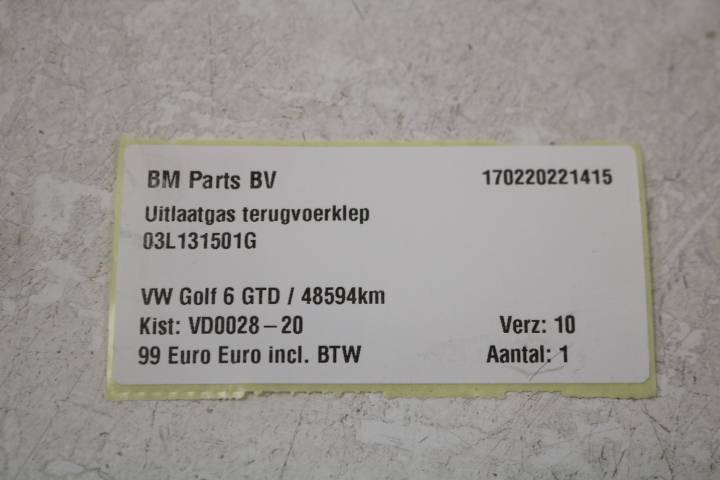 BM Parts BV 170220221415
Uitlaatgas terugvoerklep
03L131501G
VW Golf 6 GTD / 48594km
Kist: VD0028-20 Verz: 10
99 Euro Euro incl. BTW Aantal: 1